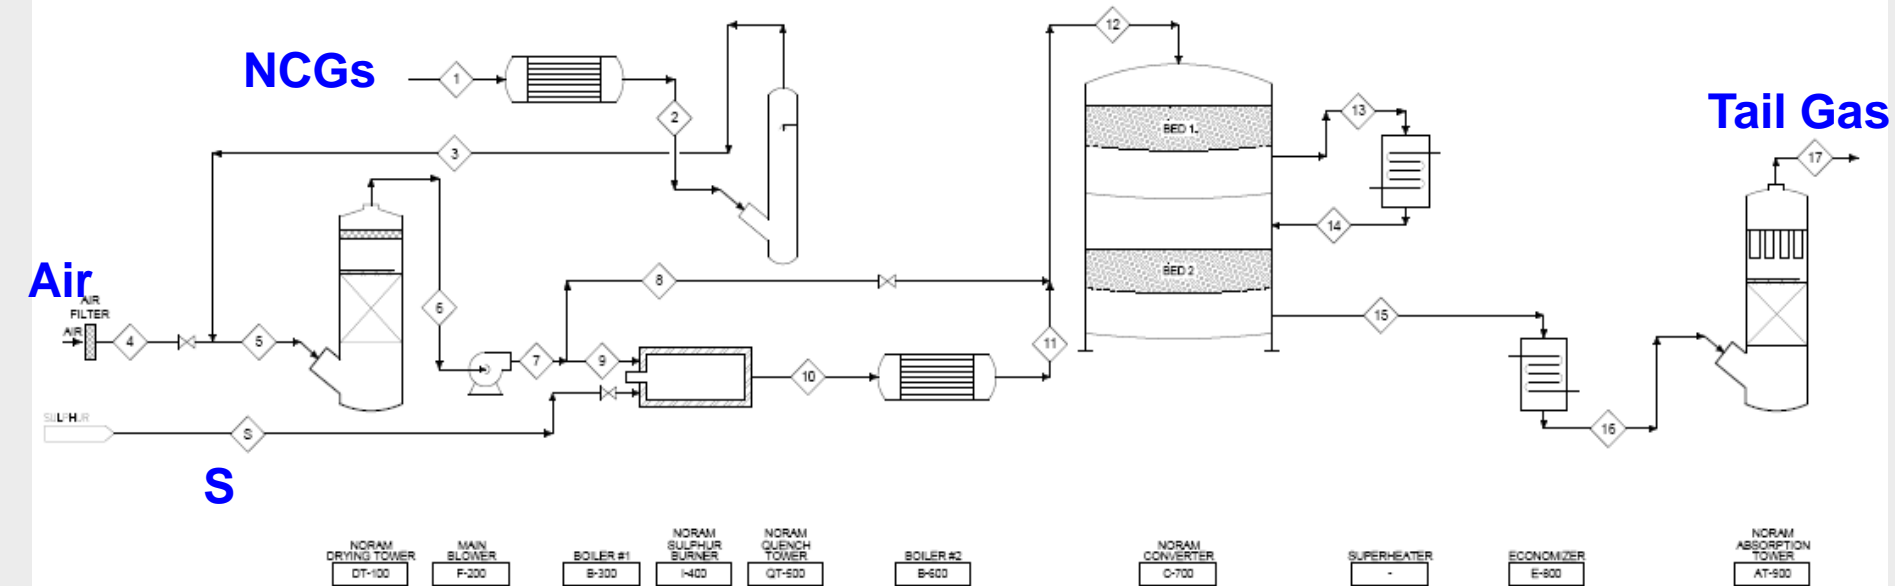 NCGs
1
2
3
12
BED 1.
BED 2
13
14
Tail Gas
17
Air
AIR
FILTER
AIR
4
5
6
7
8
9
10
11
15
16
SULPHUR
S
S
NORAM
DRYING TOWER
DT-100
MAIN
BLOWER
F-200
BOILER #1
B-300
NORAM
SULPHUR
BURNER
I-400
NORAM
QUENCH
TOWER
QT-500
BOILER #2
B-600
NORAM
CONVERTER
C-700
SUPERHEATER
-
ECONOMIZER
E-800
NORAM
ABSORPTION
TOWER
AT-900